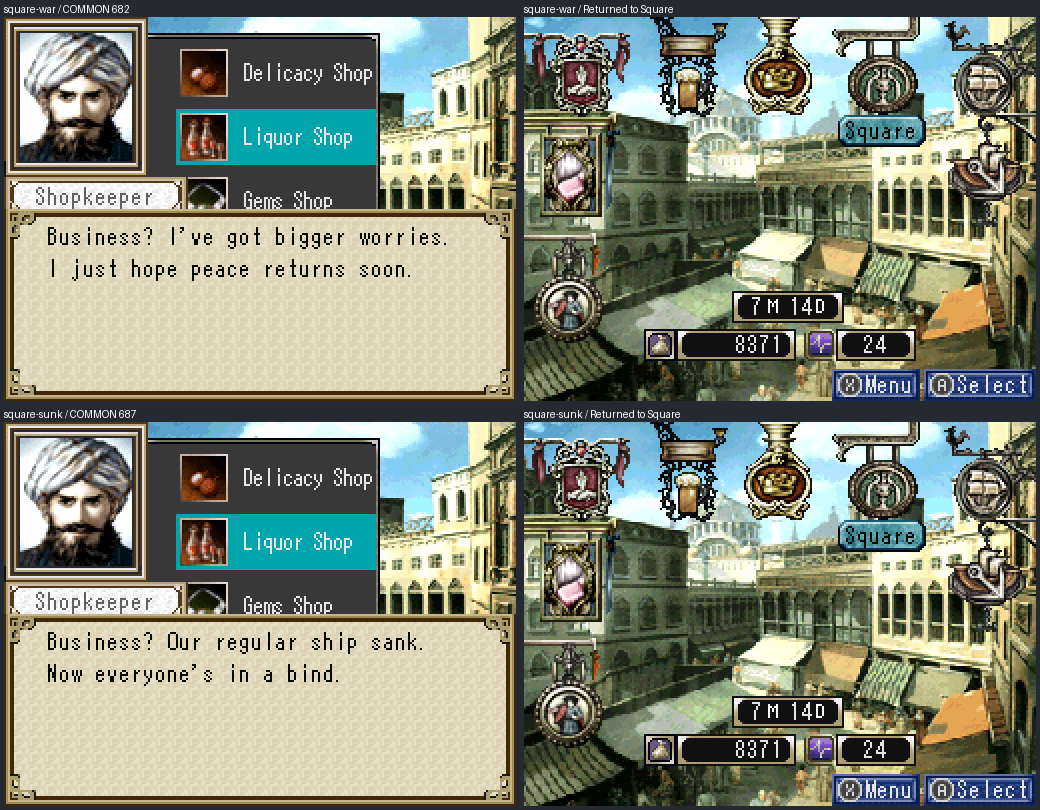 square-war / COMMON 682
Delicacy Shop
Liquor Shop
Gems Shop
Shopkeeper
Business? I've got bigger worries.
I just hope peace returns soon.
square-war / Returned to Square
Square
7 M 14D
8371
24
X Menu
A Select
square-sunk / COMMON 687
Delicacy Shop
Liquor Shop
Gems Shop
Shopkeeper
Business? Our regular ship sank.
Now everyone's in a bind.
square-sunk / Returned to Square
Square
7 M 14D
8371
24
X Menu
A Select